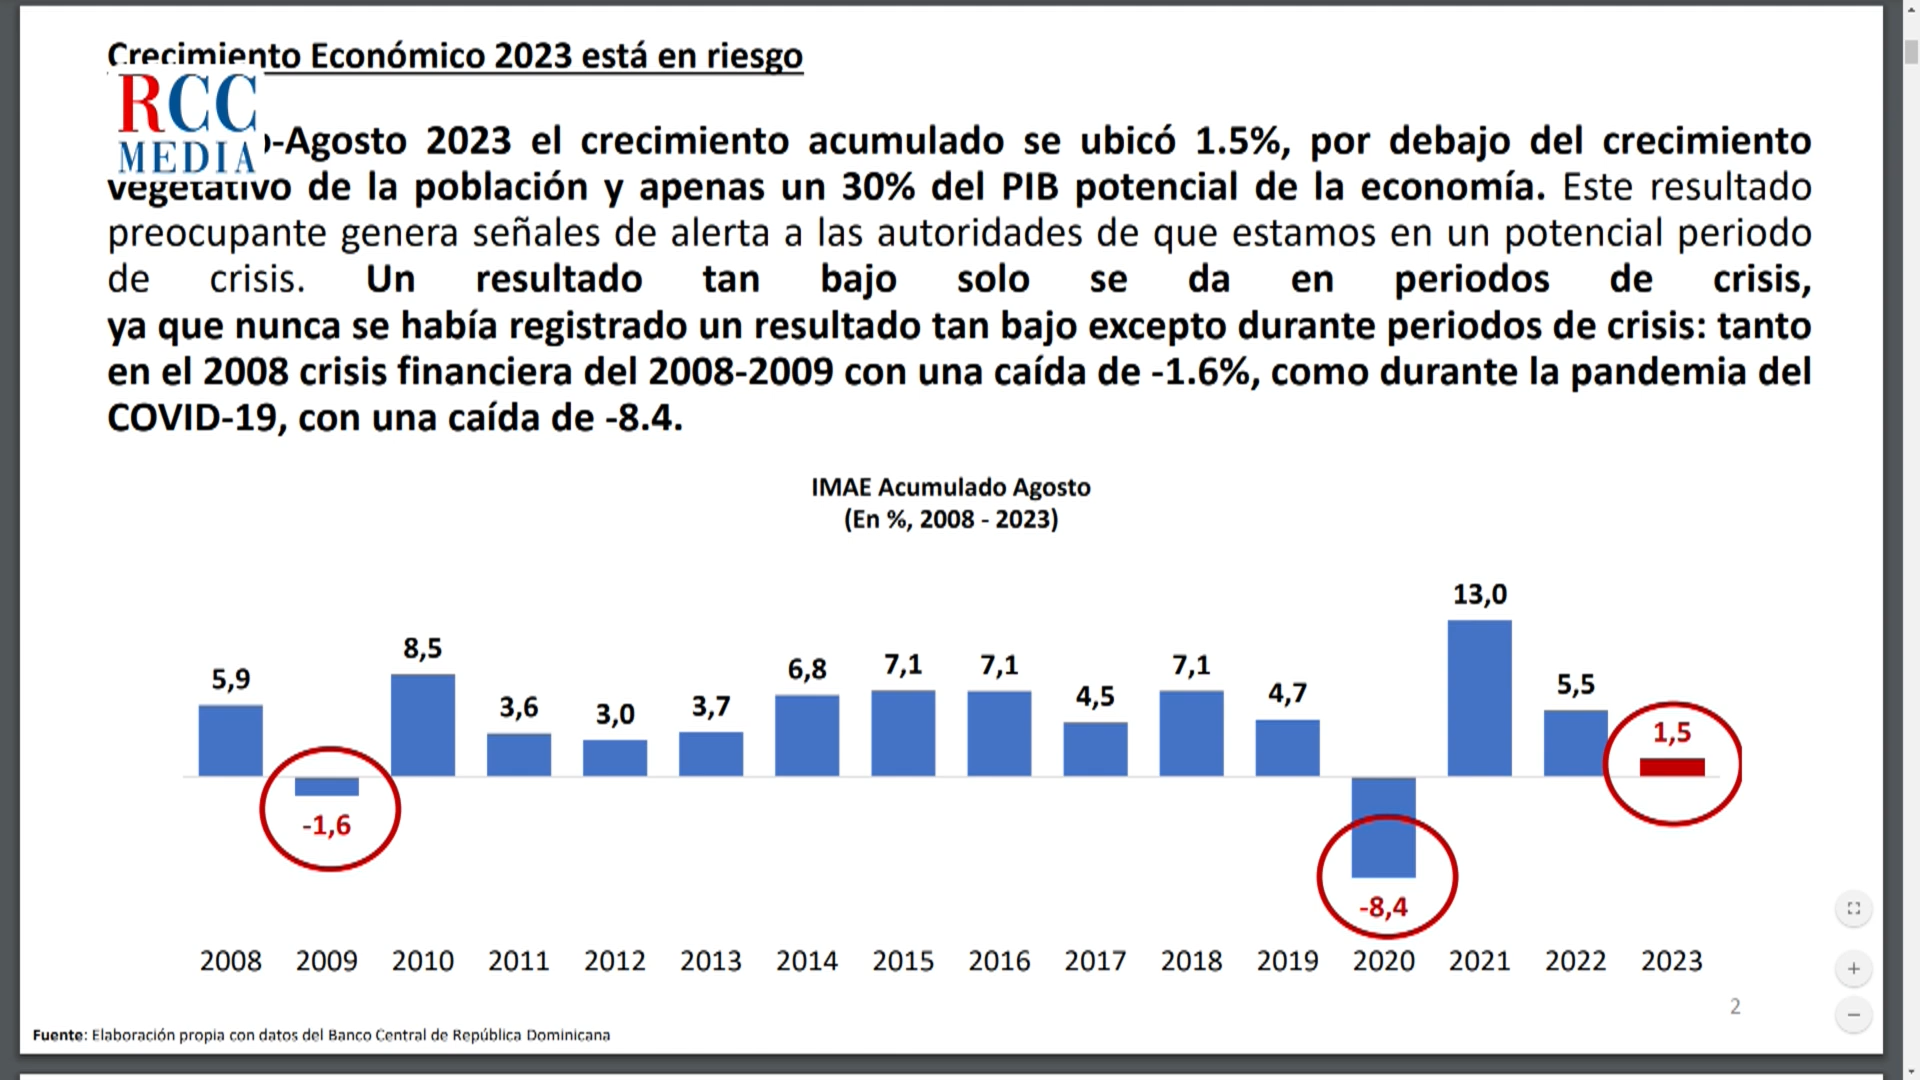 Crecimiento Económico 2023 está en riesgo
RCC
MEDIA
-Agosto 2023 el crecimiento acumulado se ubicó 1.5%, por debajo del crecimiento
vegetativo de la población y apenas un 30% del PIB potencial de la economía. Este resultado
preocupante genera señales de alerta a las autoridades de que estamos en un potencial periodo
de crisis. Un resultado tan bajo solo se da en periodos de crisis,
ya que nunca se había registrado un resultado tan bajo excepto durante periodos de crisis: tanto
en el 2008 crisis financiera del 2008-2009 con una caída de -1.6%, como durante la pandemia del
COVID-19, con una caída de -8.4.
IMAE Acumulado Agosto
(En %, 2008 - 2023)
5,9 -1,6 8,5 3,6 3,0 3,7 6,8 7,1 7,1 4,5 7,1 4,7 -8,4 13,0 5,5 1,5
2008 2009 2010 2011 2012 2013 2014 2015 2016 2017 2018 2019 2020 2021 2022 2023
2
Fuente: Elaboración propia con datos del Banco Central de República Dominicana